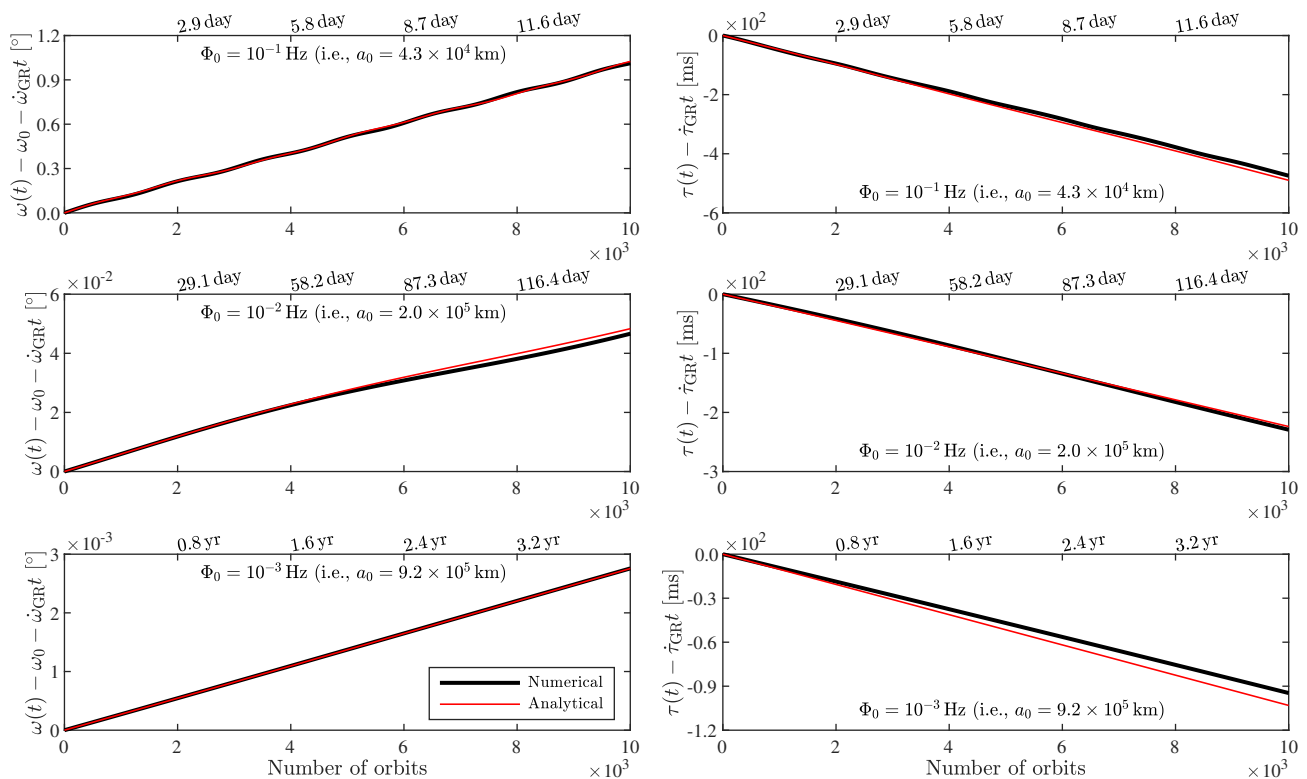 2.9 day 5.8 day 8.7 day 11.6 day
ω(t) − ω₀ − ω̇_GR t [°]
1.2
0.9
0.6
0.3
0.0
Φ₀ = 10⁻¹ Hz (i.e., a₀ = 4.3 × 10⁴ km)
0 2 4 6 8 10
×10³
×10²
2.9 day 5.8 day 8.7 day 11.6 day
τ(t) − τ̇_GR t [ms]
0
-2
-4
-6
Φ₀ = 10⁻¹ Hz (i.e., a₀ = 4.3 × 10⁴ km)
0 2 4 6 8 10
×10³
×10⁻²
29.1 day 58.2 day 87.3 day 116.4 day
ω(t) − ω₀ − ω̇_GR t [°]
6
4
2
0
Φ₀ = 10⁻² Hz (i.e., a₀ = 2.0 × 10⁵ km)
0 2 4 6 8 10
×10³
×10²
29.1 day 58.2 day 87.3 day 116.4 day
τ(t) − τ̇_GR t [ms]
0
-1
-2
-3
Φ₀ = 10⁻² Hz (i.e., a₀ = 2.0 × 10⁵ km)
0 2 4 6 8 10
×10³
×10⁻³
0.8 yr 1.6 yr 2.4 yr 3.2 yr
ω(t) − ω₀ − ω̇_GR t [°]
3
2
1
0
Φ₀ = 10⁻³ Hz (i.e., a₀ = 9.2 × 10⁵ km)
Numerical
Analytical
0 2 4 6 8 10
Number of orbits
×10³
×10²
0.8 yr 1.6 yr 2.4 yr 3.2 yr
τ(t) − τ̇_GR t [ms]
0.0
-0.3
-0.6
-0.9
-1.2
Φ₀ = 10⁻³ Hz (i.e., a₀ = 9.2 × 10⁵ km)
0 2 4 6 8 10
Number of orbits
×10³